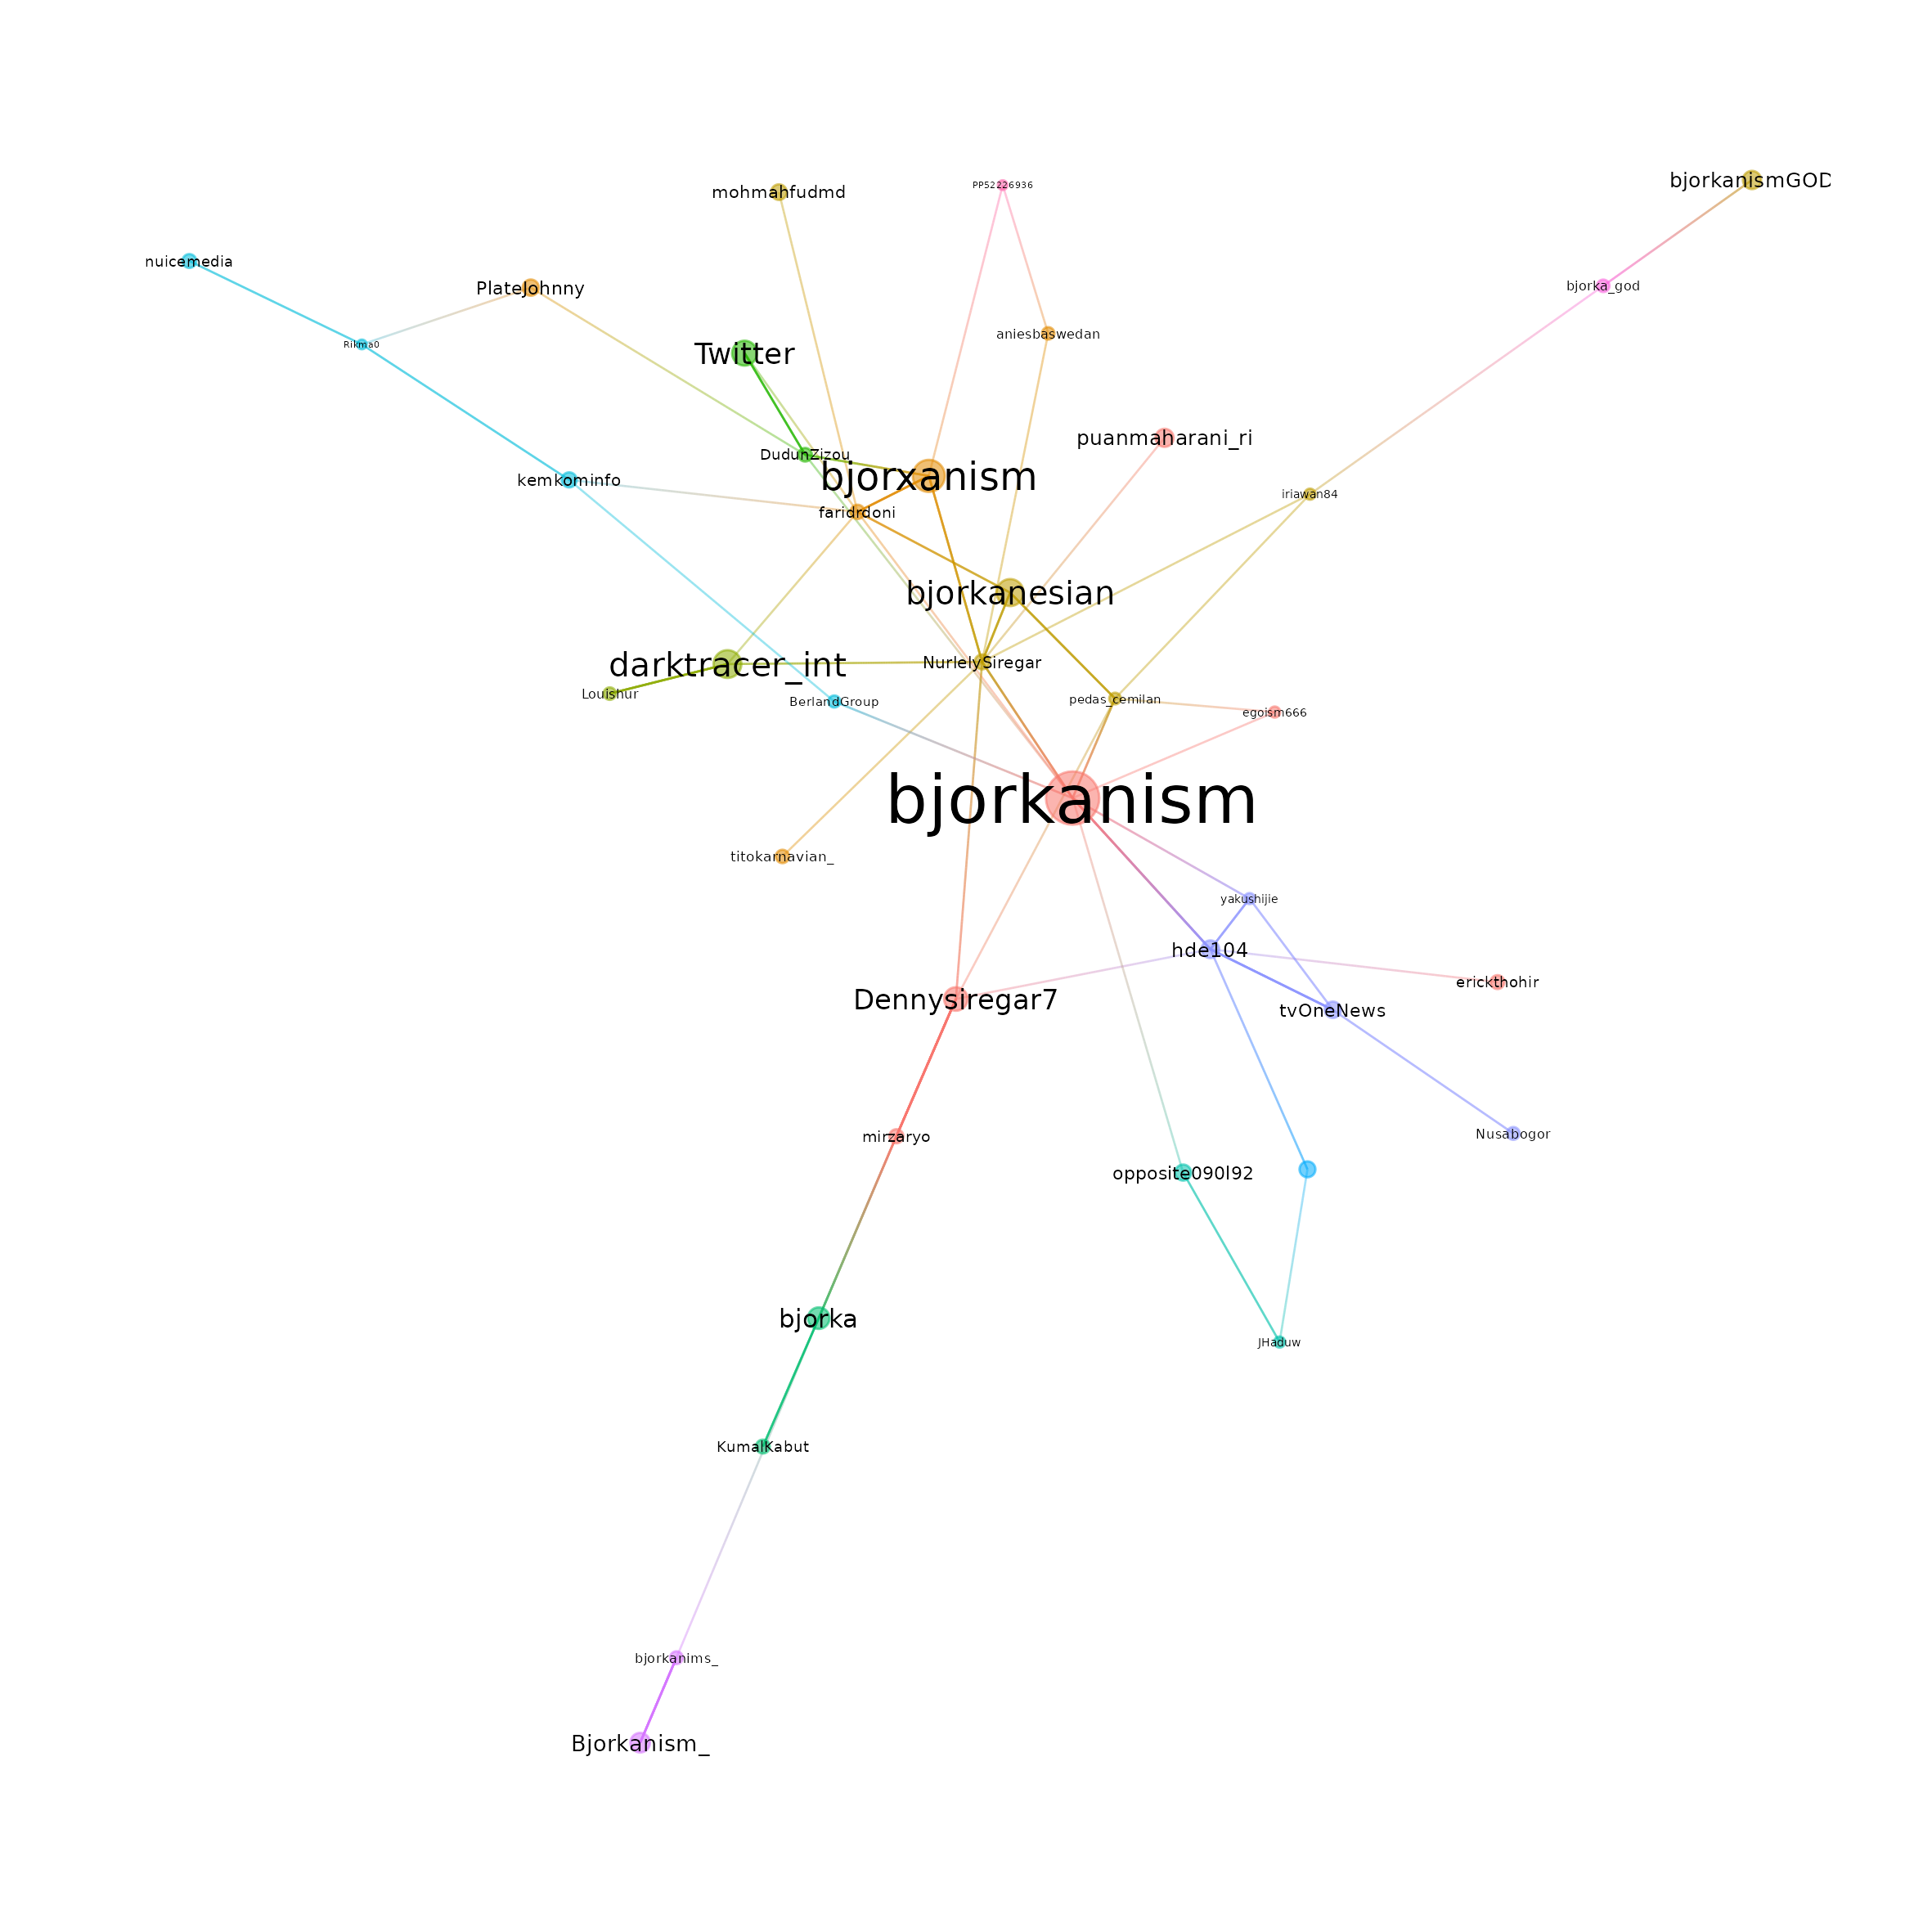 bjorkanismGOD
PP52226936
mohmahfudmd
nuicemedia
bjorka_god
PlateJohnny
aniesbaswedan
Rikma0
Twitter
puanmaharani_ri
DudunZizou
bjorxanism
kemkominfo
iriawan84
faridrdoni
bjorkanesian
NurlelySiregar
darktracer_int
Louishur
pedas_cemilan
BerlandGroup
egoism666
bjorkanism
titokarnavian_
yakushijie
hde104
erickthohir
Dennysiregar7
tvOneNews
Nusabogor
mirzaryo
opposite090l92
bjorka
JHaduw
KumalKabut
bjorkanims_
Bjorkanism_